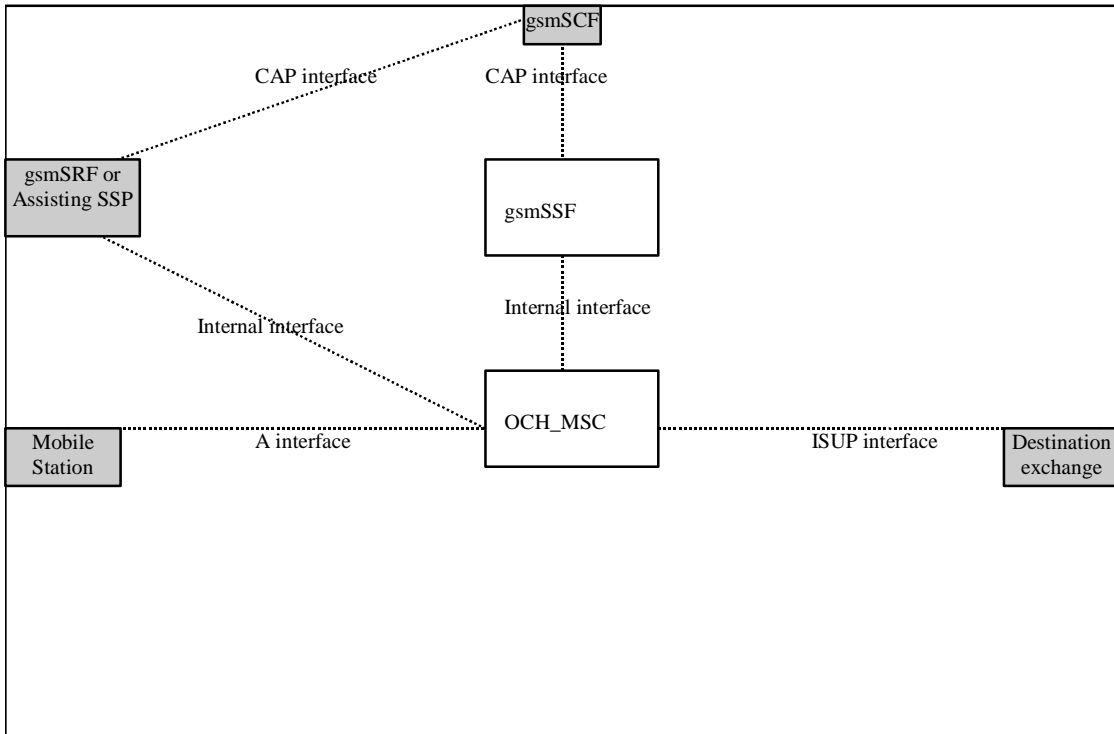 gsmSCF
CAP interface
CAP interface
gsmSRF or
Assisting SSP
gsmSSF
Internal interface
Internal interface
OCH_MSC
Mobile
Station
A interface
ISUP interface
Destination
exchange